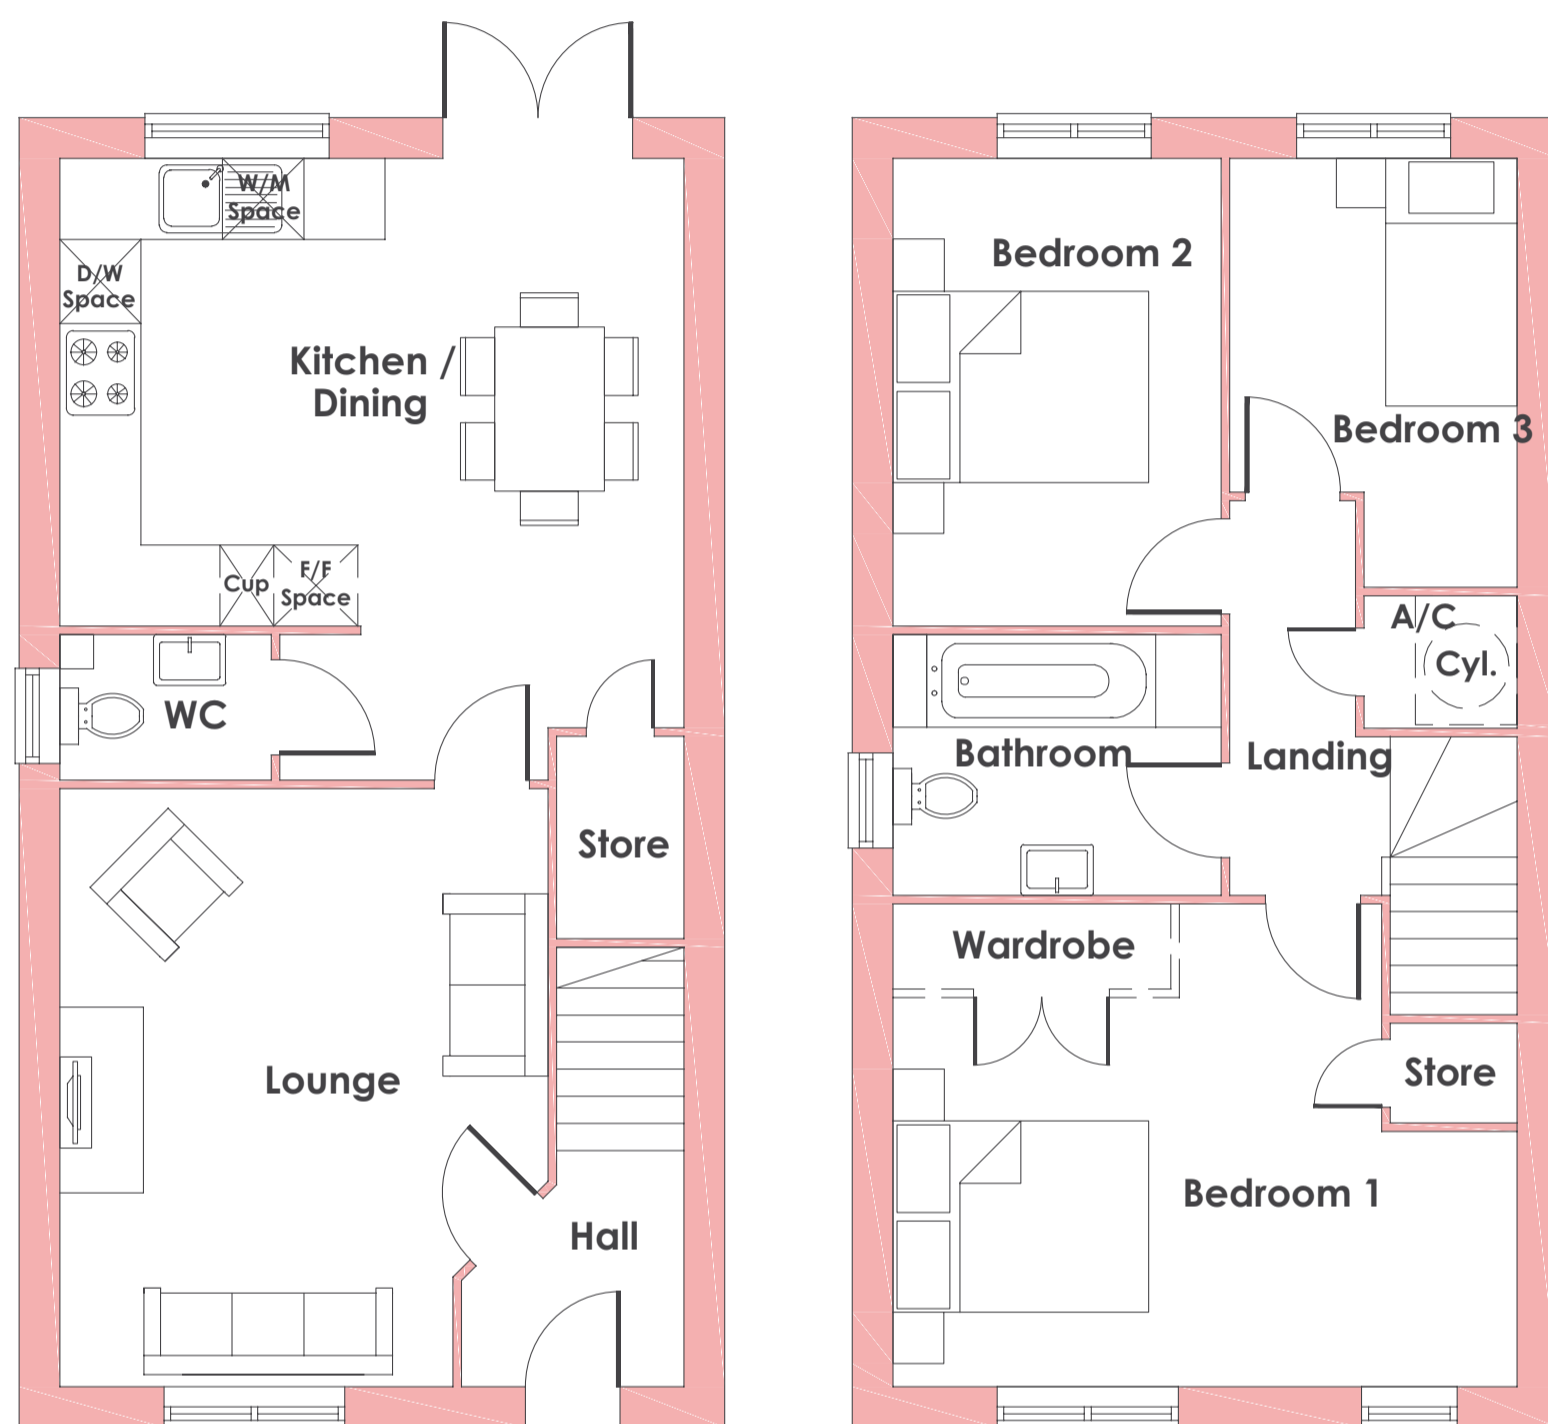 W/M
Space
D/W
Space
Kitchen /
Dining
Cup
F/F
Space
WC
Store
Lounge
Hall
Bedroom 2
Bedroom 3
A/C
Cyl.
Bathroom
Landing
Wardrobe
Store
Bedroom 1